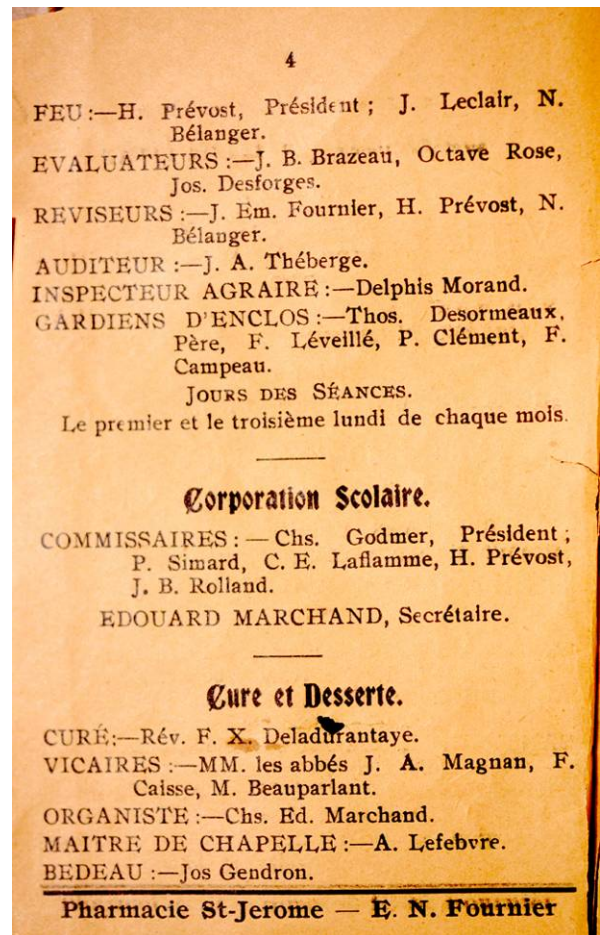 4
FEU :—H. Prévost, Président ; J. Leclair, N.
Bélanger.
EVALUATEURS :—J. B. Brazeau, Octave Rose,
Jos. Desforges.
REVISEURS :—J. Em. Fournier, H. Prévost, N.
Bélanger.
AUDITEUR :—J. A. Théberge.
INSPECTEUR AGRAIRE :—Delphis Morand.
GARDIENS D'ENCLOS :—Thos. Desormeaux,
Père, F. Léveillé, P. Clément, F.
Campeau.
JOURS DES SÉANCES.
Le premier et le troisième lundi de chaque mois.
Corporation Scolaire.
COMMISSAIRES : — Chs. Godmer, Président ;
P. Simard, C. E. Laflamme, H. Prévost,
J. B. Rolland.
EDOUARD MARCHAND, Secrétaire.
Cure et Desserte.
CURÉ:—Rév. F. X. Deladurantaye.
VICAIRES :—MM. les abbés J. A. Magnan, F.
Caisse, M. Beauparlant.
ORGANISTE :—Chs. Ed. Marchand.
MAITRE DE CHAPELLE :—A. Lefebvre.
BEDEAU :—Jos Gendron.
Pharmacie St-Jerome — E. N. Fournier